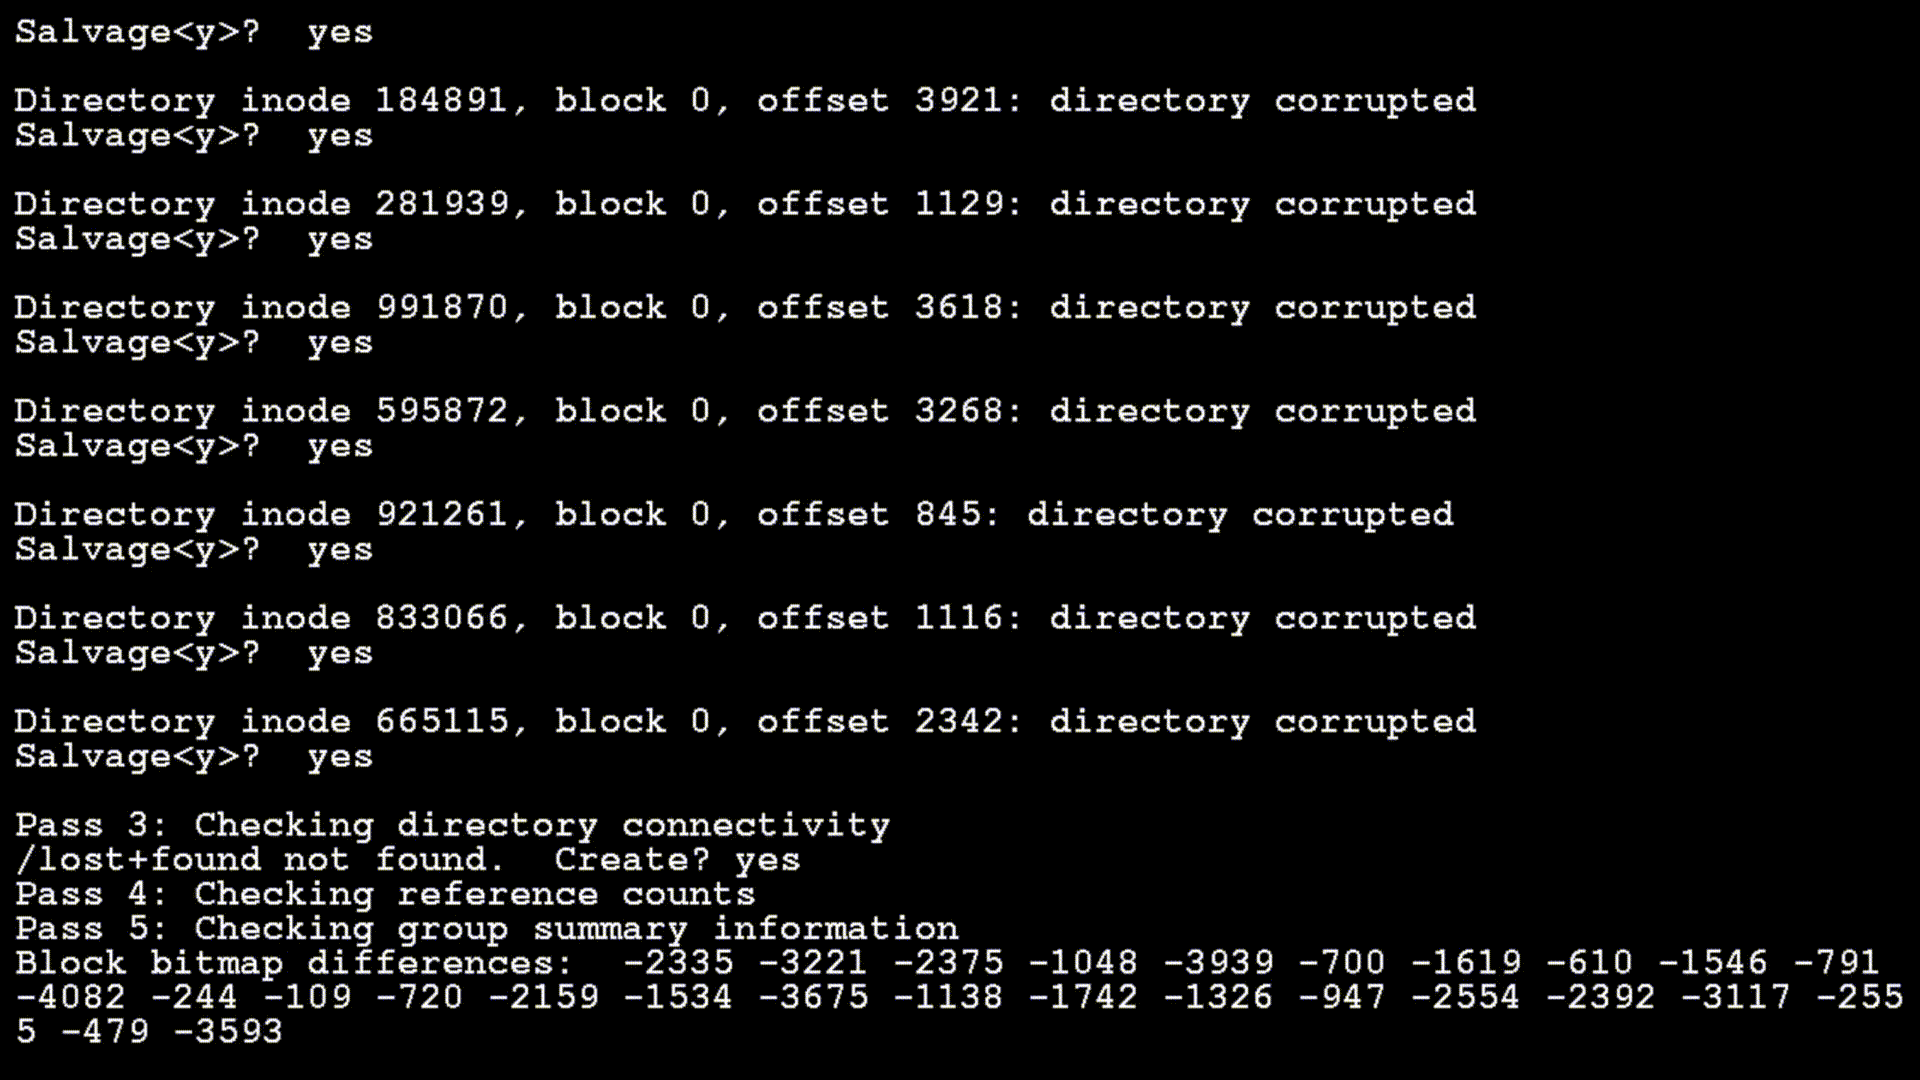 Salvage<y>?  yes
Directory inode 184891, block 0, offset 3921: directory corrupted
Salvage<y>?  yes
Directory inode 281939, block 0, offset 1129: directory corrupted
Salvage<y>?  yes
Directory inode 991870, block 0, offset 3618: directory corrupted
Salvage<y>?  yes
Directory inode 595872, block 0, offset 3268: directory corrupted
Salvage<y>?  yes
Directory inode 921261, block 0, offset 845: directory corrupted
Salvage<y>?  yes
Directory inode 833066, block 0, offset 1116: directory corrupted
Salvage<y>?  yes
Directory inode 665115, block 0, offset 2342: directory corrupted
Salvage<y>?  yes
Pass 3: Checking directory connectivity
/lost+found not found.  Create? yes
Pass 4: Checking reference counts
Pass 5: Checking group summary information
Block bitmap differences:  -2335 -3221 -2375 -1048 -3939 -700 -1619 -610 -1546 -791
-4082 -244 -109 -720 -2159 -1534 -3675 -1138 -1742 -1326 -947 -2554 -2392 -3117 -255
5 -479 -3593